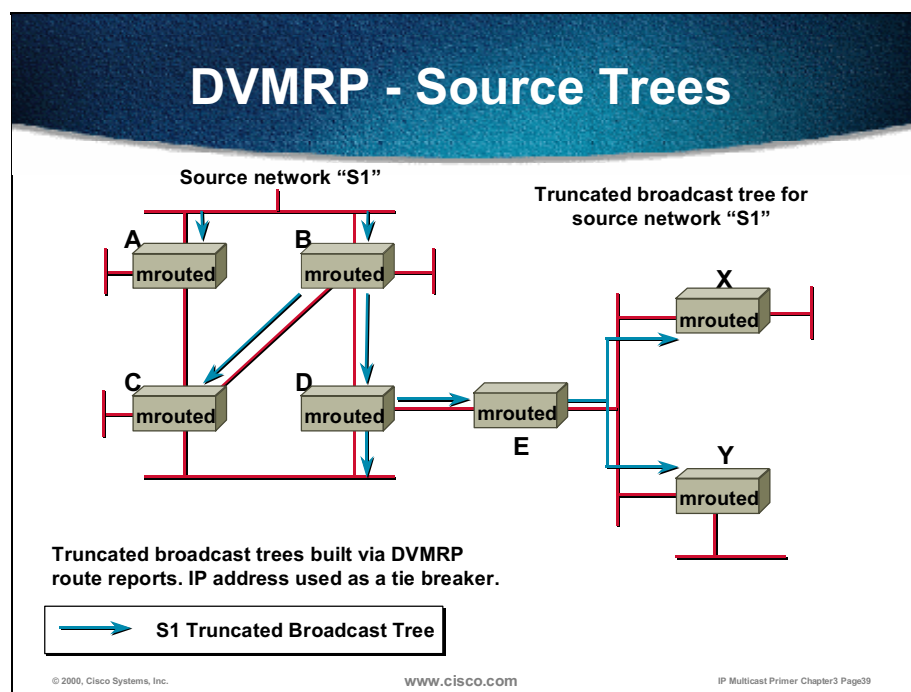 DVMRP - Source Trees
Source network “S1”
Truncated broadcast tree for
source network “S1”
A
mrouted
B
mrouted
X
mrouted
C
mrouted
D
mrouted
mrouted
E
Y
mrouted
Truncated broadcast trees built via DVMRP
route reports. IP address used as a tie breaker.
S1 Truncated Broadcast Tree
© 2000, Cisco Systems, Inc.
www.cisco.com
IP Multicast Primer Chapter3 Page39